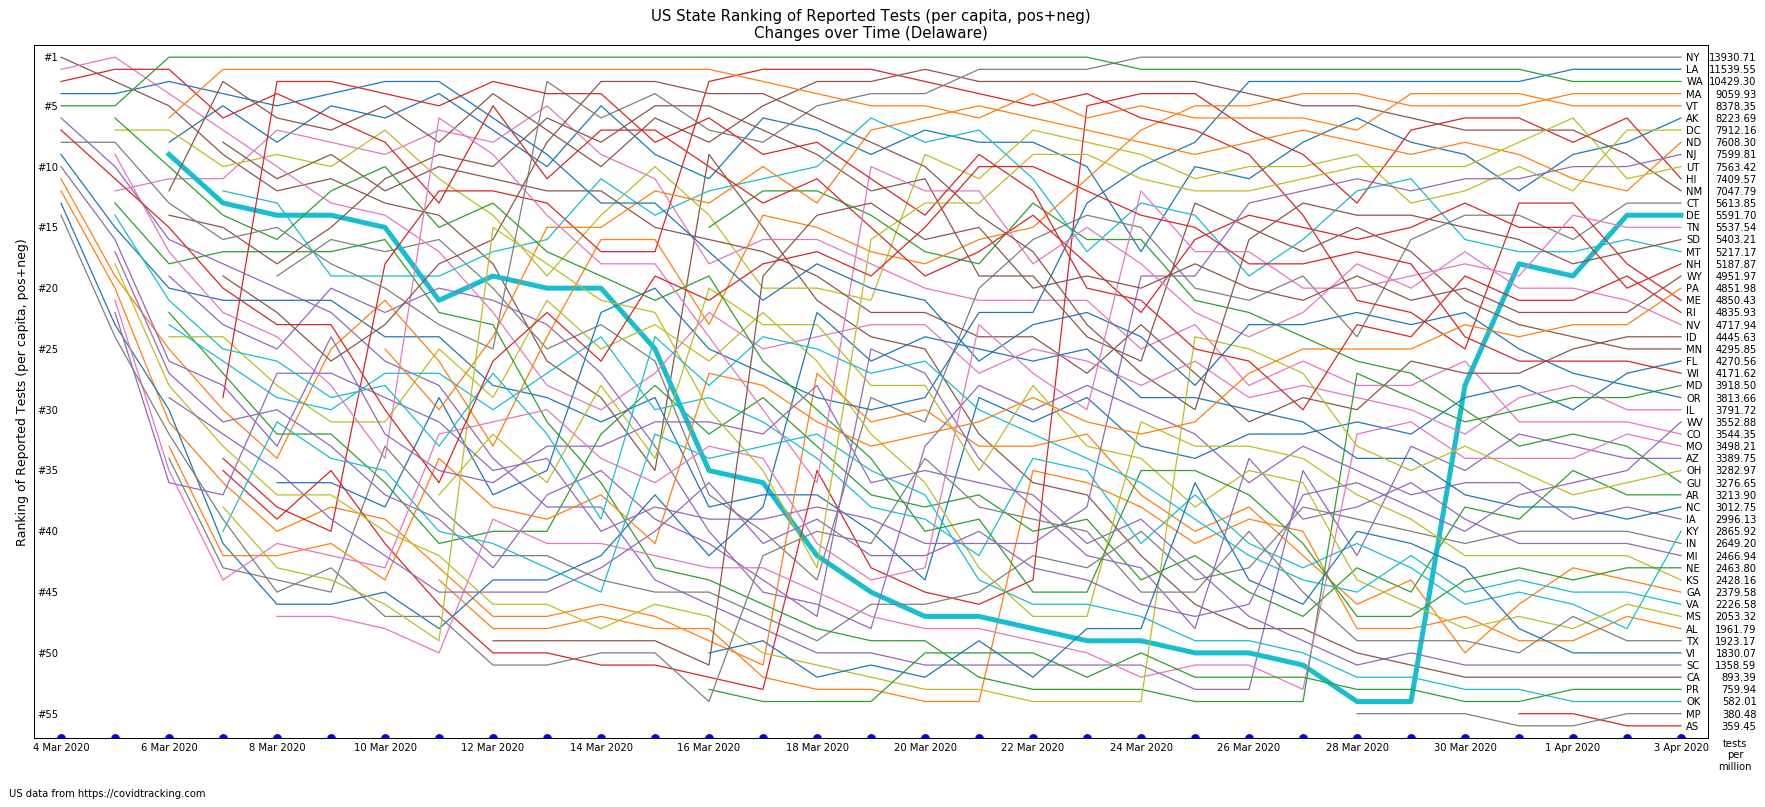 US State Ranking of Reported Tests (per capita, pos+neg)
Changes over Time (Delaware)
Ranking of Reported Tests (per capita, pos+neg)
#1
#5
#10
#15
#20
#25
#30
#35
#40
#45
#50
#55
NY 13930.71
LA 11539.55
WA 10429.30
MA 9059.93
VT 8378.35
AK 8223.69
DC 7912.16
ND 7608.30
NJ 7599.81
UT 7563.42
HI 7409.57
NM 7047.79
CT 5613.85
DE 5591.70
TN 5537.54
SD 5403.21
MT 5217.17
NH 5187.87
WY 4951.97
PA 4851.98
ME 4850.43
RI 4835.93
NV 4717.94
ID 4445.63
MN 4295.85
FL 4270.56
WI 4171.62
MD 3918.50
OR 3813.66
IL 3791.72
WV 3552.88
CO 3544.35
MO 3498.21
AZ 3389.75
OH 3282.97
GU 3276.65
AR 3213.90
NC 3012.75
IA 2996.13
KY 2865.92
IN 2649.20
MI 2466.94
NE 2463.80
KS 2428.16
GA 2379.58
VA 2226.58
MS 2053.32
AL 1961.79
TX 1923.17
VI 1830.07
SC 1358.59
CA 893.39
PR 759.94
OK 582.01
MP 380.48
AS 359.45
4 Mar 2020 6 Mar 2020 8 Mar 2020 10 Mar 2020 12 Mar 2020 14 Mar 2020 16 Mar 2020 18 Mar 2020 20 Mar 2020 22 Mar 2020 24 Mar 2020 26 Mar 2020 28 Mar 2020 30 Mar 2020 1 Apr 2020 3 Apr 2020
tests
per
million
US data from https://covidtracking.com